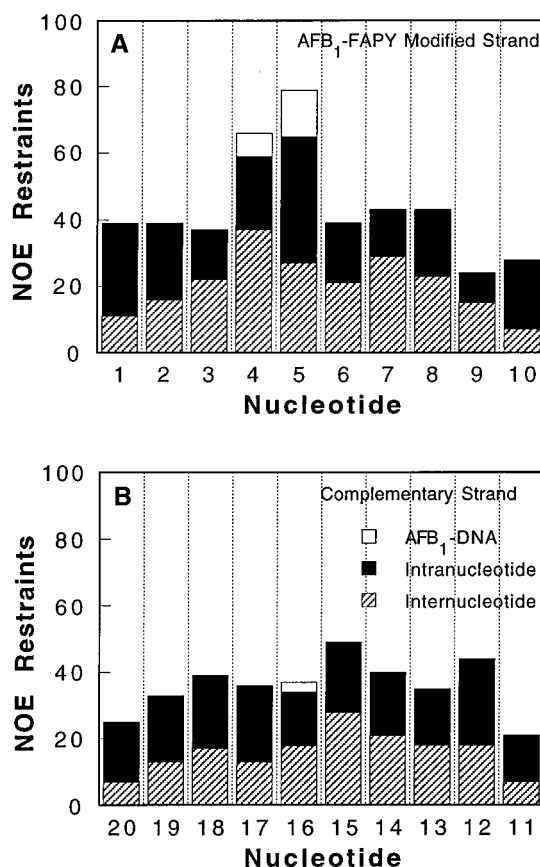 A
AFB1-FAPY Modified Strand
100
80
60
40
20
0
NOE Restraints
1 2 3 4 5 6 7 8 9 10
Nucleotide
B
Complementary Strand
AFB1-DNA
Intranucleotide
Internucleotide
100
80
60
40
20
0
NOE Restraints
20 19 18 17 16 15 14 13 12 11
Nucleotide